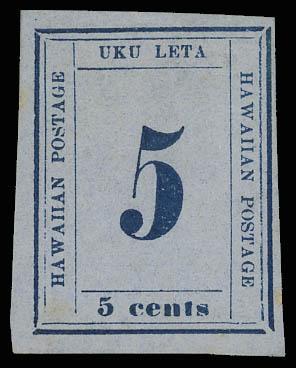 UKU LETA
HAWAIIAN POSTAGE
5
HAWAIIAN POSTAGE
5 cents